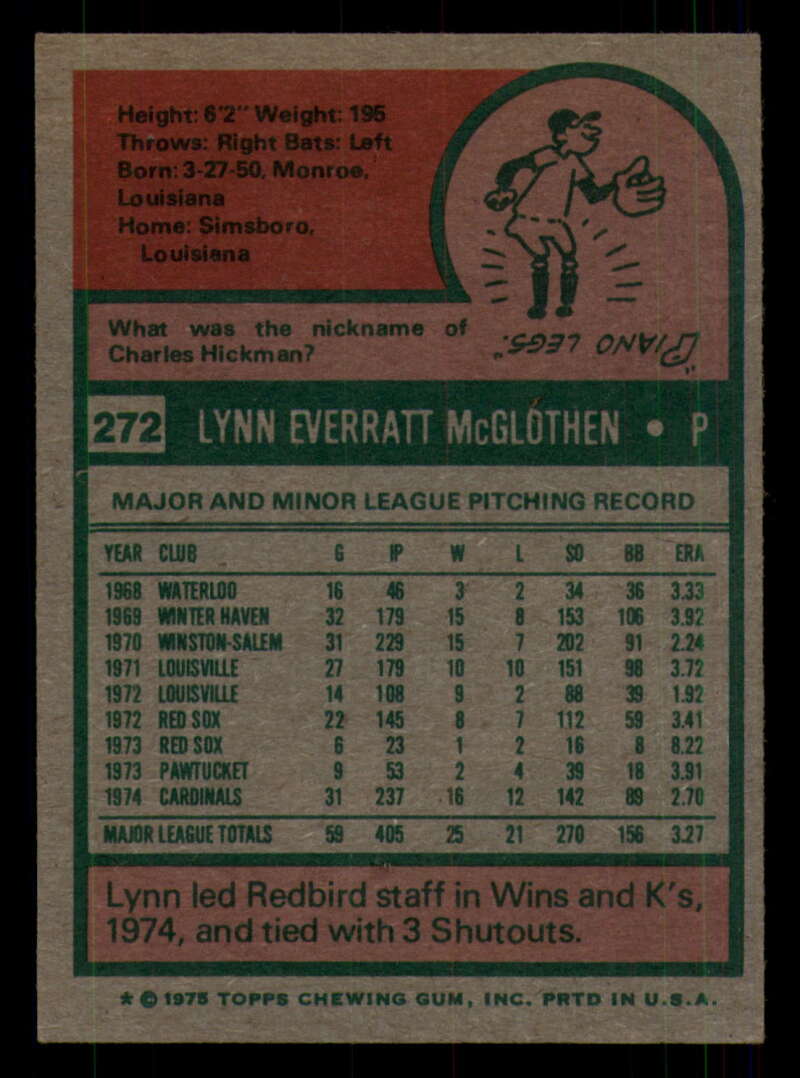 Height: 6'2" Weight: 195
Throws: Right Bats: Left
Born: 3-27-50, Monroe,
Louisiana
Home: Simsboro,
Louisiana
What was the nickname of
Charles Hickman?
"PIANO LEGS."
272 LYNN EVERRATT McGLOTHEN • P
MAJOR AND MINOR LEAGUE PITCHING RECORD
YEAR CLUB G IP W L SO BB ERA
1968 WATERLOO 16 46 3 2 34 36 3.33
1969 WINTER HAVEN 32 179 15 8 153 106 3.92
1970 WINSTON-SALEM 31 229 15 7 202 91 2.24
1971 LOUISVILLE 27 179 10 10 151 98 3.72
1972 LOUISVILLE 14 108 9 2 88 39 1.92
1972 RED SOX 22 145 8 7 112 59 3.41
1973 RED SOX 6 23 1 2 16 8 8.22
1973 PAWTUCKET 9 53 2 4 39 18 3.91
1974 CARDINALS 31 237 16 12 142 89 2.70
MAJOR LEAGUE TOTALS 59 405 25 21 270 156 3.27
Lynn led Redbird staff in Wins and K's,
1974, and tied with 3 Shutouts.
* © 1975 TOPPS CHEWING GUM, INC. PRTD IN U.S.A.